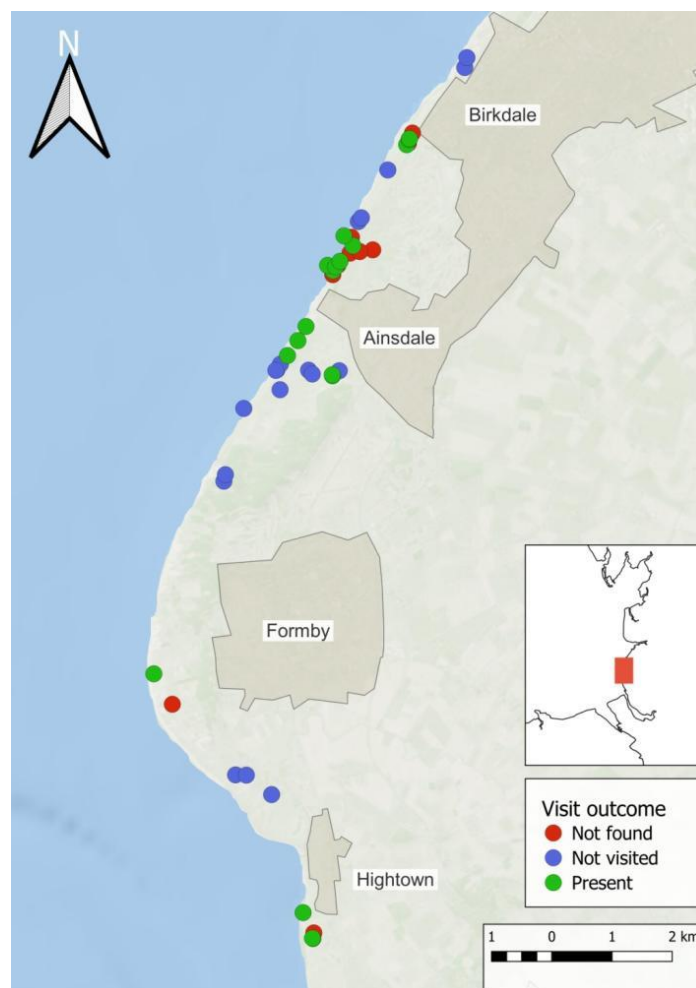 N
Birkdale
Ainsdale
Formby
Hightown
Visit outcome
Not found
Not visited
Present
1 0 1 2 km